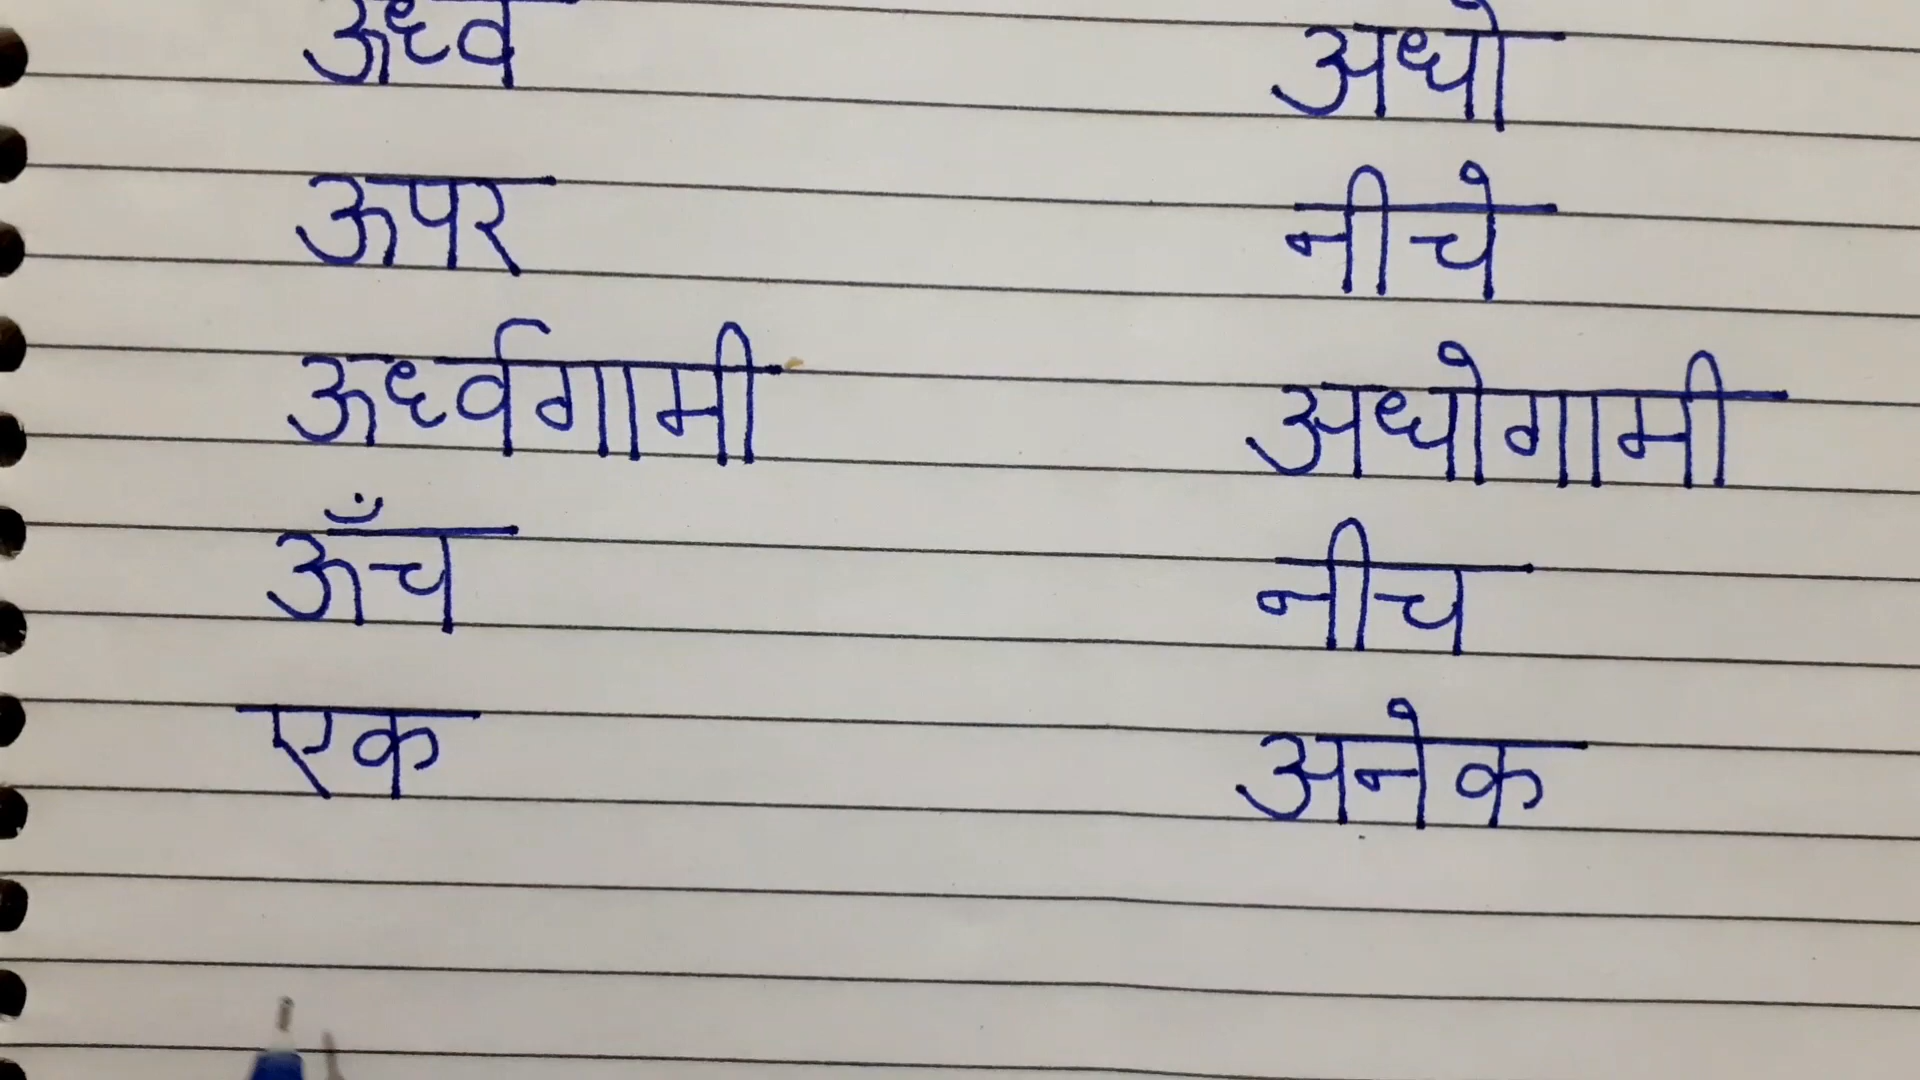 ऊर्ध्व अधो
ऊपर नीचे
ऊर्ध्वगामी अधोगामी
ऊँच नीच
एक अनेक